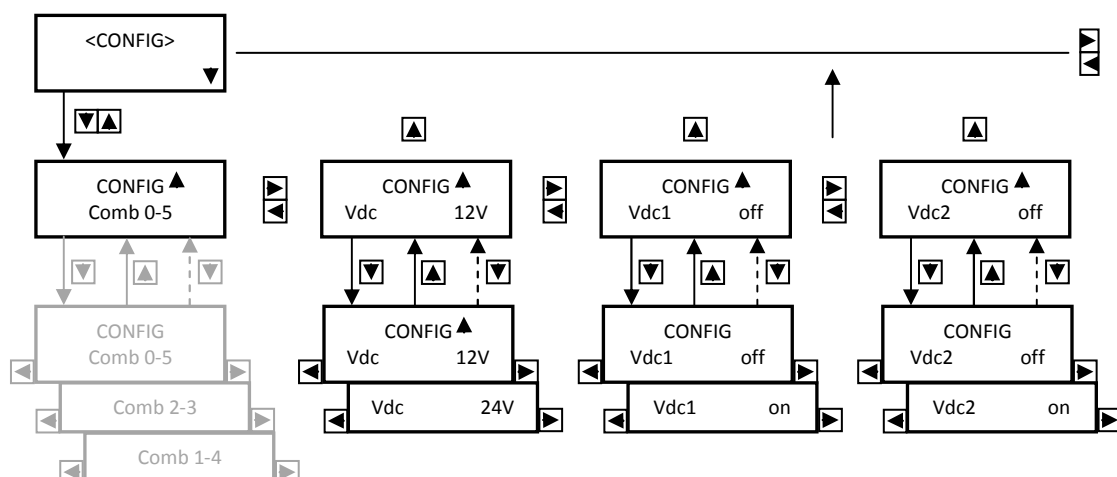 <CONFIG>
CONFIG
Comb 0-5
CONFIG
Vdc 12V
CONFIG
Vdc1 off
CONFIG
Vdc2 off
CONFIG
Comb 0-5
Comb 2-3
Comb 1-4
CONFIG
Vdc 12V
Vdc 24V
CONFIG
Vdc1 off
Vdc1 on
CONFIG
Vdc2 off
Vdc2 on